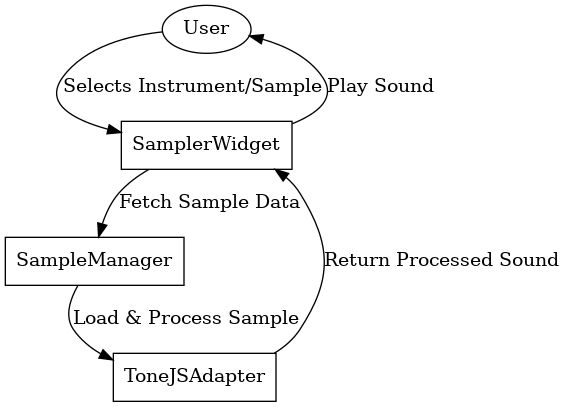 User
Selects Instrument/Sample
Play Sound
SamplerWidget
Fetch Sample Data
SampleManager
Return Processed Sound
Load & Process Sample
ToneJSAdapter